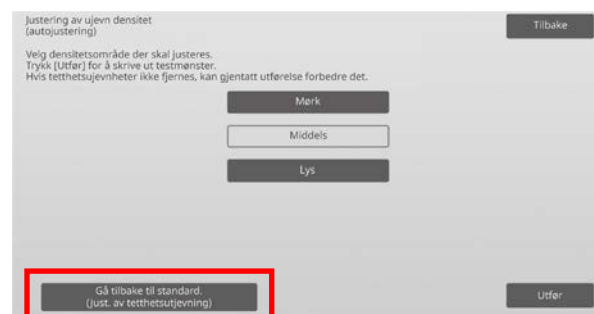 Justering av ujevn densitet
(autojustering)
Tilbake
Velg densitetsområde der skal justeres.
Trykk [Utfør] for å skrive ut testmønster.
Hvis tetthetsujevnheter ikke fjernes, kan gjentatt utførelse forbedre det.
Mørk
Middels
Lys
Gå tilbake til standard.
(Just. av tetthetsutjevning)
Utfør